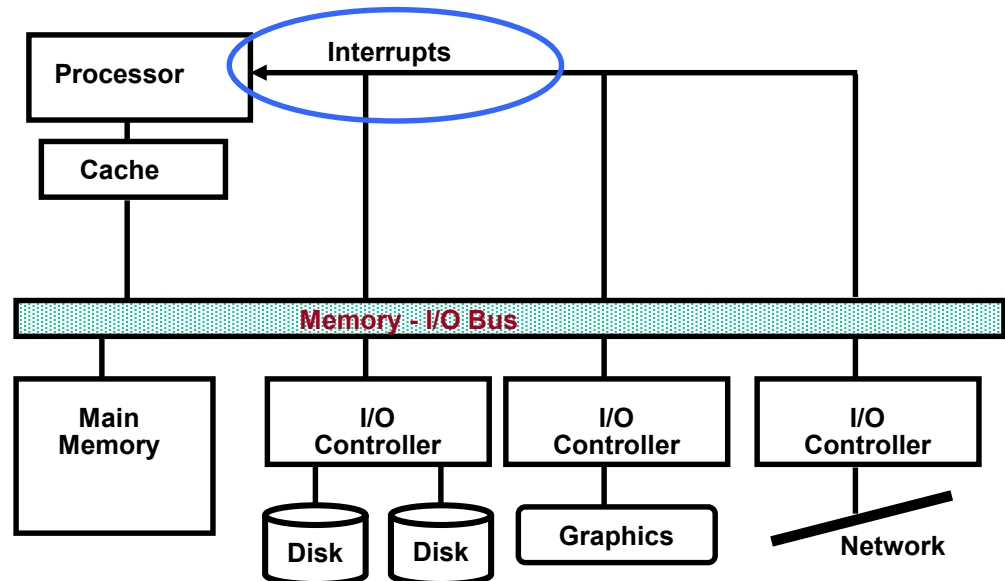 Interrupts
Processor
Cache
Memory - I/O Bus
Main
Memory
I/O
Controller
I/O
Controller
I/O
Controller
Disk
Disk
Graphics
Network